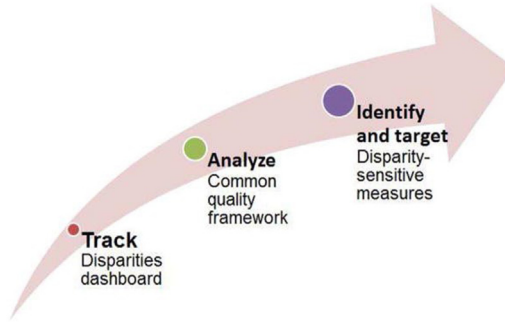 Track
Disparities
dashboard
Analyze
Common
quality
framework
Identify
and target
Disparity-
sensitive
measures